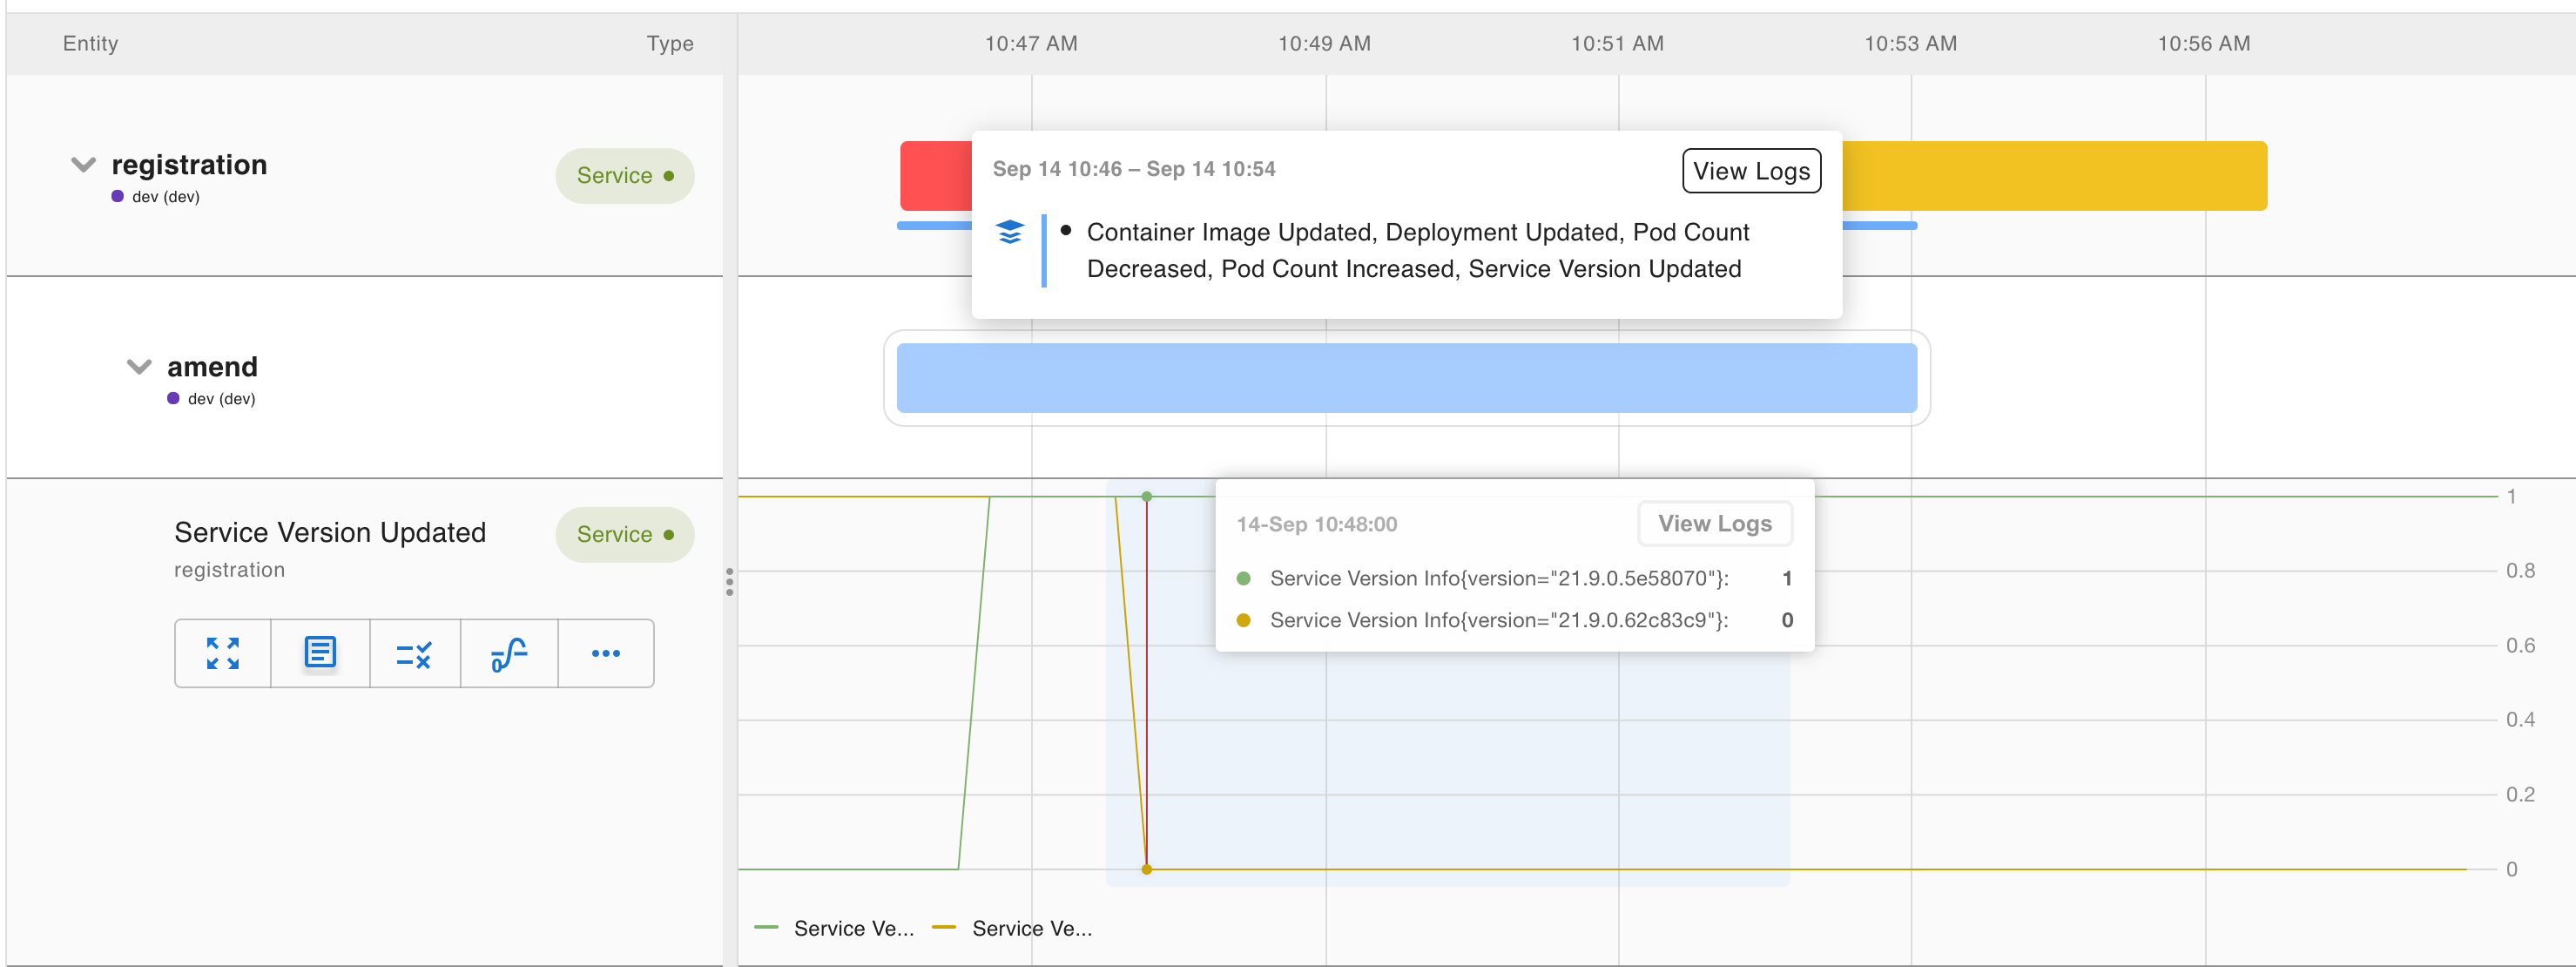 Entity
Type
10:47 AM
10:49 AM
10:51 AM
10:53 AM
10:56 AM
registration
dev (dev)
Service
Sep 14 10:46 – Sep 14 10:54
View Logs
Container Image Updated, Deployment Updated, Pod Count
Decreased, Pod Count Increased, Service Version Updated
amend
dev (dev)
Service Version Updated
registration
Service
14-Sep 10:48:00
View Logs
Service Version Info{version="21.9.0.5e58070"}: 1
Service Version Info{version="21.9.0.62c83c9"}: 0
1
0.8
0.6
0.4
0.2
0
Service Ve...
Service Ve...